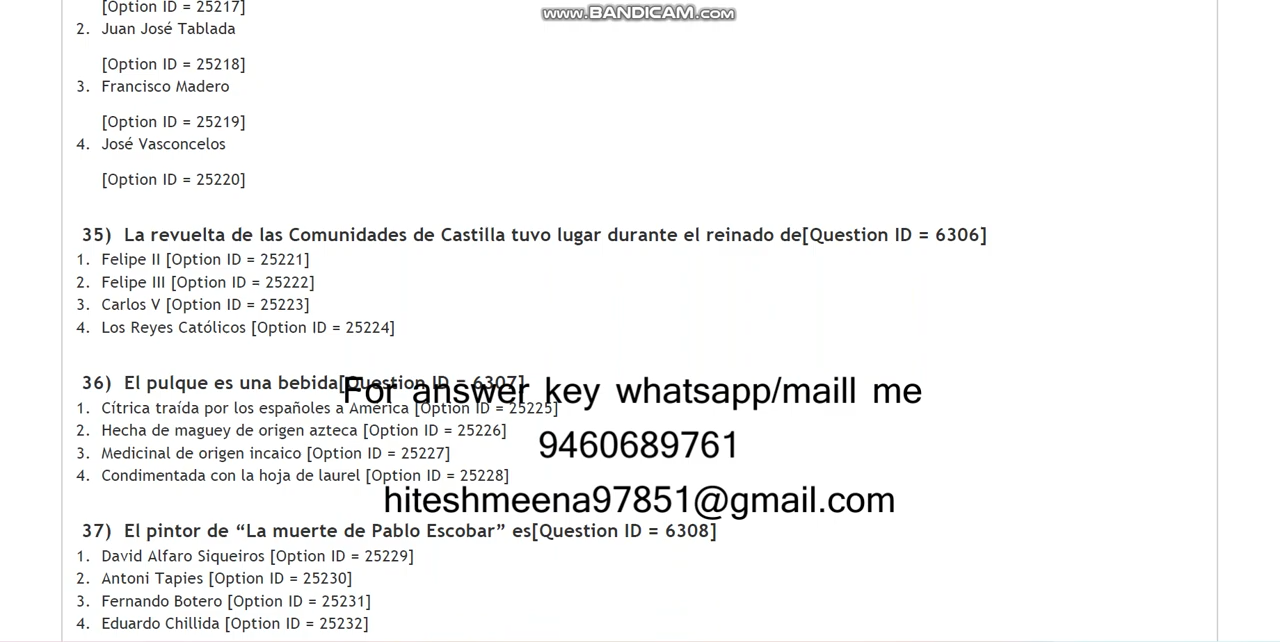 [Option ID = 25217]
www.BANDICAM.com
2. Juan José Tablada
[Option ID = 25218]
3. Francisco Madero
[Option ID = 25219]
4. José Vasconcelos
[Option ID = 25220]
35) La revuelta de las Comunidades de Castilla tuvo lugar durante el reinado de[Question ID = 6306]
1. Felipe II [Option ID = 25221]
2. Felipe III [Option ID = 25222]
3. Carlos V [Option ID = 25223]
4. Los Reyes Católicos [Option ID = 25224]
36) El pulque es una bebida[Question ID = 6307]
For answer key whatsapp/maill me
1. Cítrica traída por los españoles a América [Option ID = 25225]
2. Hecha de maguey de origen azteca [Option ID = 25226]
9460689761
3. Medicinal de origen incaico [Option ID = 25227]
4. Condimentada con la hoja de laurel [Option ID = 25228]
hiteshmeena97851@gmail.com
37) El pintor de “La muerte de Pablo Escobar” es[Question ID = 6308]
1. David Alfaro Siqueiros [Option ID = 25229]
2. Antoni Tapies [Option ID = 25230]
3. Fernando Botero [Option ID = 25231]
4. Eduardo Chillida [Option ID = 25232]